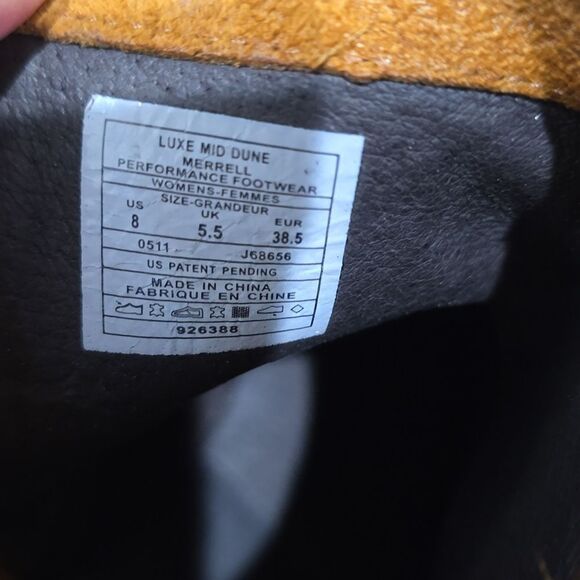 LUXE MID DUNE
MERRELL
PERFORMANCE FOOTWEAR
WOMENS-FEMMES
SIZE-GRANDEUR
US UK EUR
8 5.5 38.5
0511 J68656
US PATENT PENDING
MADE IN CHINA
FABRIQUE EN CHINE
926388